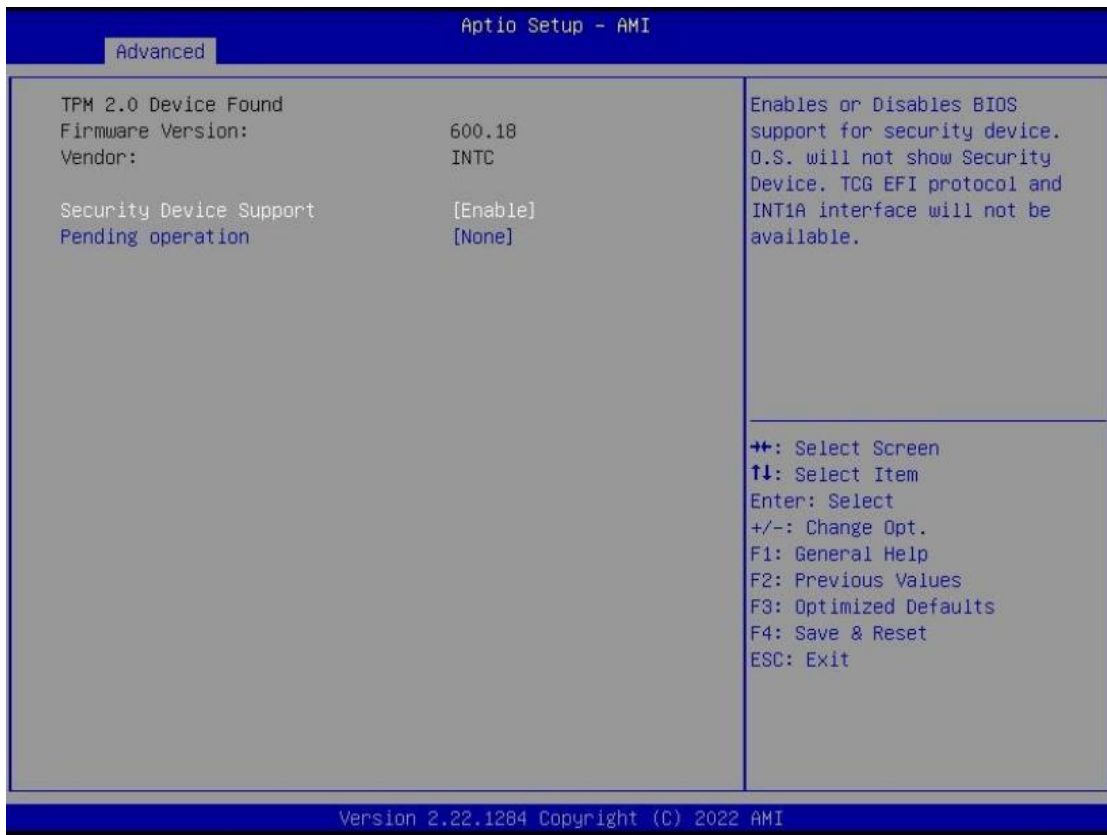 Aptio Setup - AMI
Advanced
TPM 2.0 Device Found
Firmware Version: 600.18
Vendor: INTC
Security Device Support [Enable]
Pending operation [None]
Enables or Disables BIOS
support for security device.
O.S. will not show Security
Device. TCG EFI protocol and
INT1A interface will not be
available.
→←: Select Screen
↑↓: Select Item
Enter: Select
+/-: Change Opt.
F1: General Help
F2: Previous Values
F3: Optimized Defaults
F4: Save & Reset
ESC: Exit
Version 2.22.1284 Copyright (C) 2022 AMI